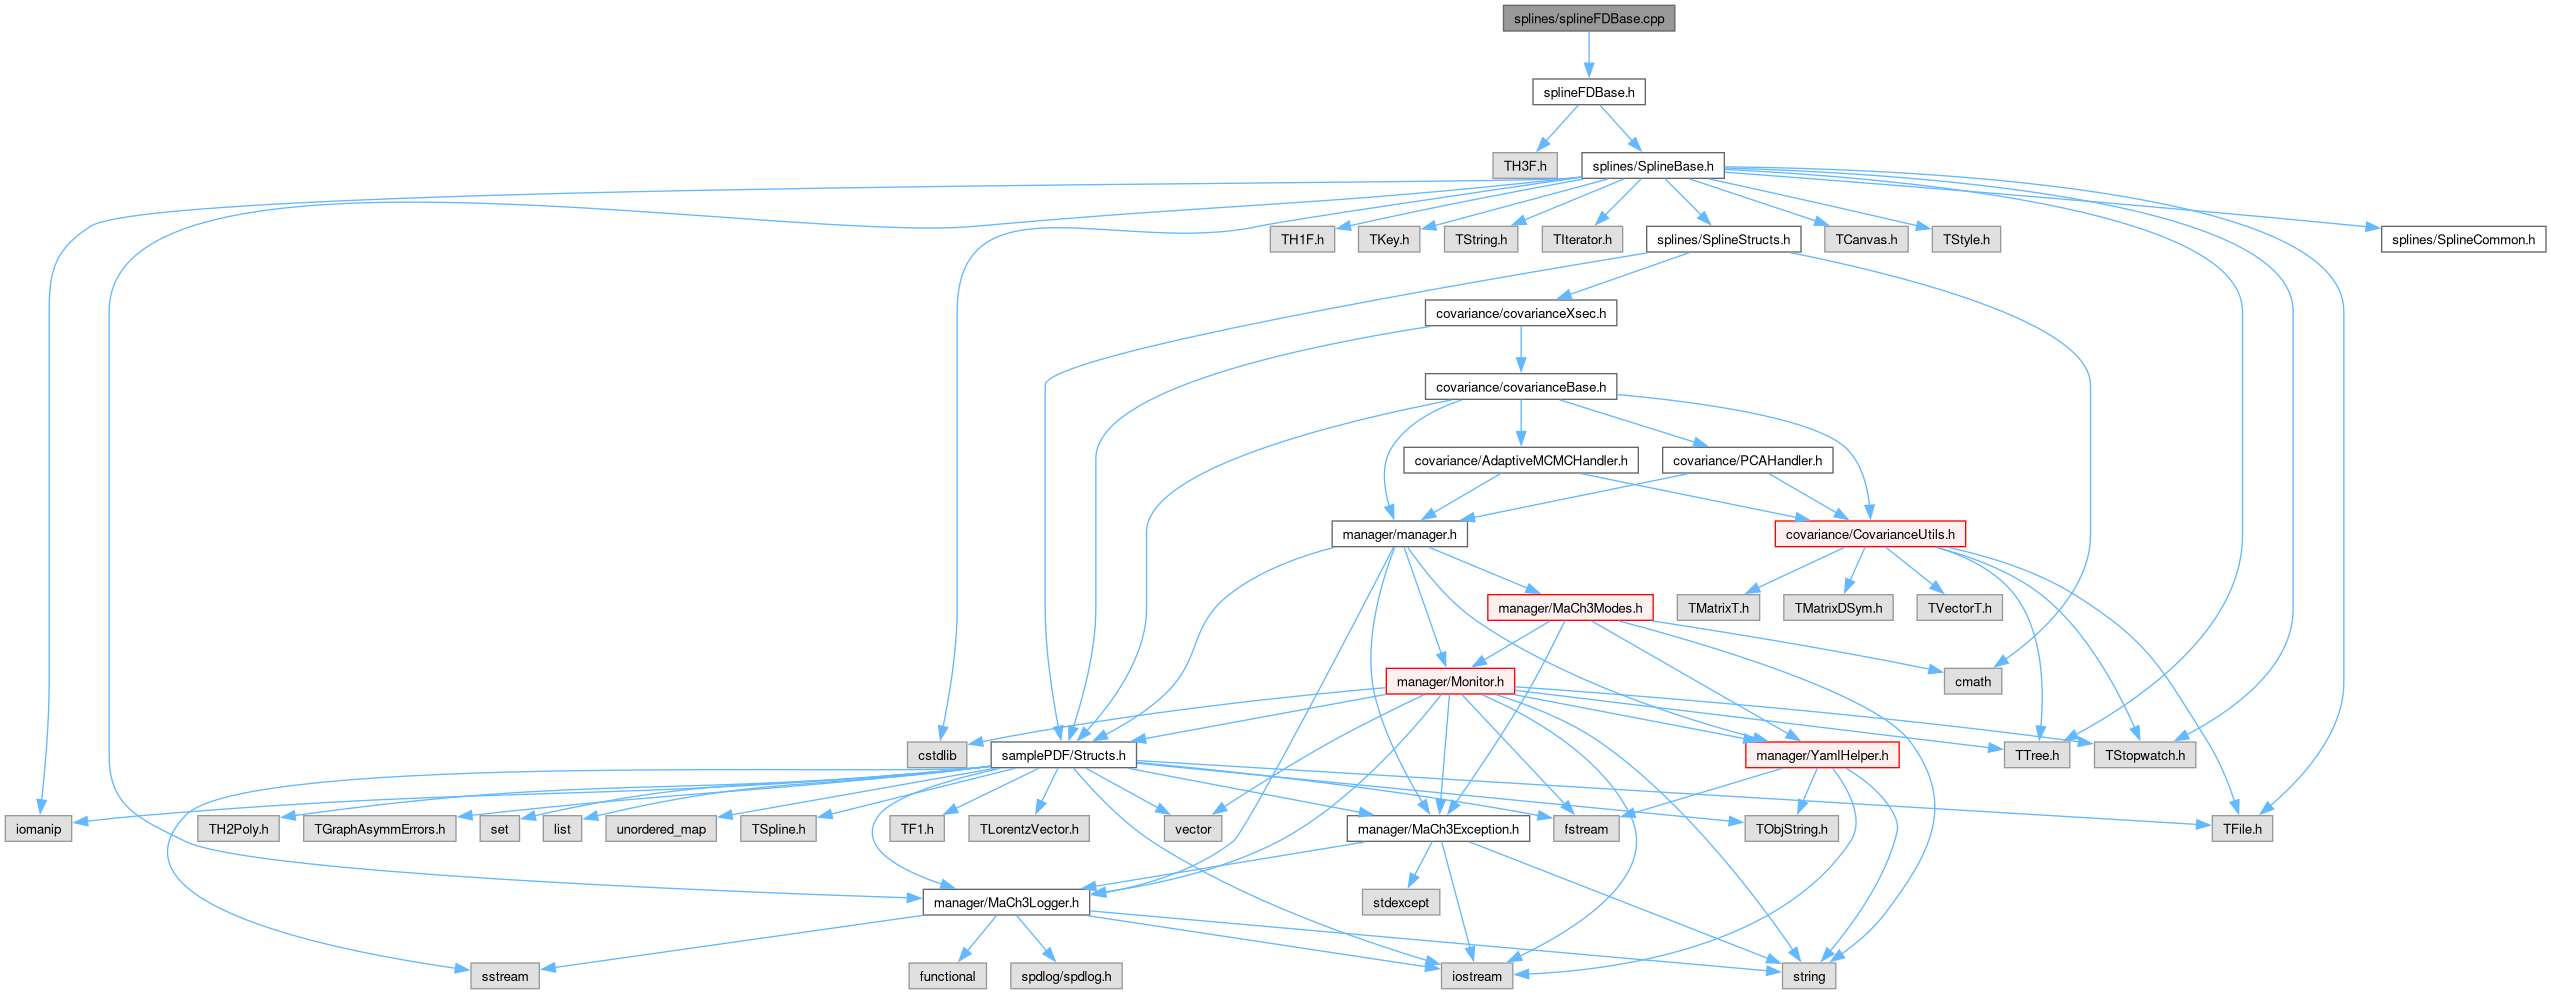 splines/splineFDBase.cpp
splineFDBase.h
TH3F.h
splines/SplineBase.h
TH1F.h
TKey.h
TString.h
TIterator.h
splines/SplineStructs.h
TCanvas.h
TStyle.h
splines/SplineCommon.h
covariance/covarianceXsec.h
covariance/covarianceBase.h
covariance/AdaptiveMCMCHandler.h
covariance/PCAHandler.h
manager/manager.h
covariance/CovarianceUtils.h
manager/MaCh3Modes.h
TMatrixT.h
TMatrixDSym.h
TVectorT.h
manager/Monitor.h
cmath
cstdlib
samplePDF/Structs.h
manager/YamlHelper.h
TTree.h
TStopwatch.h
iomanip
TH2Poly.h
TGraphAsymmErrors.h
set
list
unordered_map
TSpline.h
TF1.h
TLorentzVector.h
vector
manager/MaCh3Exception.h
fstream
TObjString.h
TFile.h
manager/MaCh3Logger.h
stdexcept
sstream
functional
spdlog/spdlog.h
iostream
string